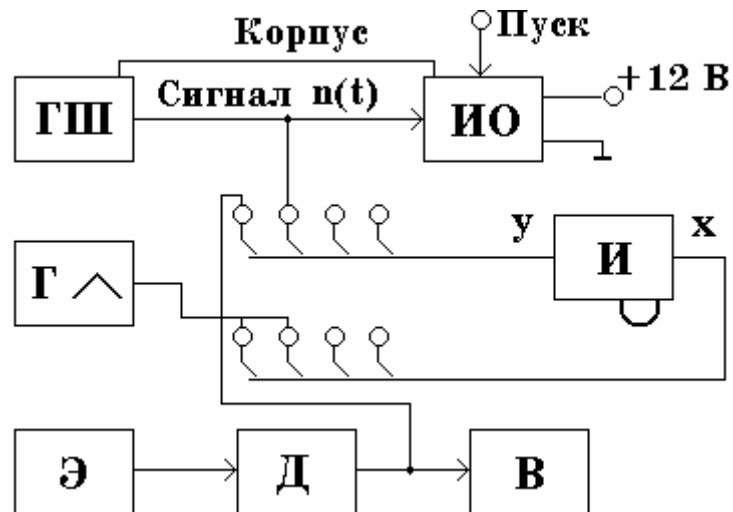 Корпус
Пуск
ГШ
Сигнал n(t)
ИО
+12 В
у
И
х
Г
Э
Д
В